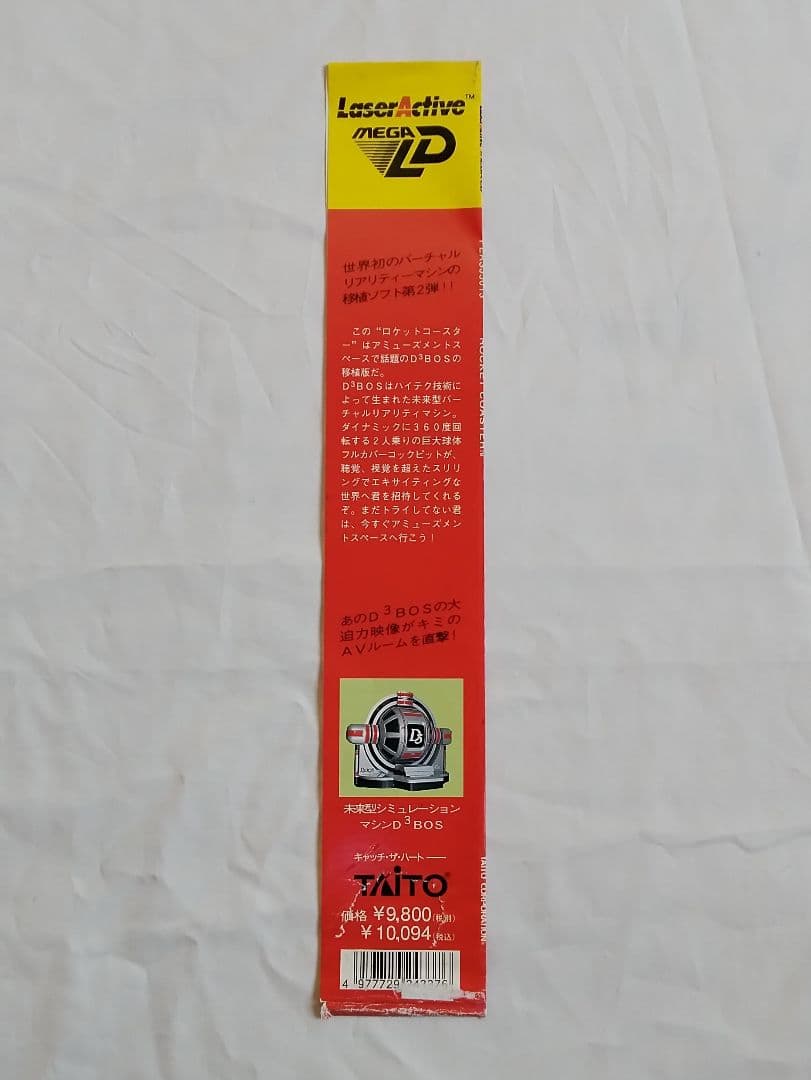 LaserActive™
MEGA LD
世界初のバーチャル
リアリティーマシンの
移植ソフト第2弾!!
この“ロケットコースタ
ー”はアミューズメントス
ペースで話題のD³BOSの
移植版だ。
D³BOSはハイテク技術に
よって生まれた未来型バー
チャルリアリティマシン。
ダイナミックに360度回
転する2人乗りの巨大球体
フルカバーコックピットが、
聴覚、視覚を超えたスリリ
ングでエキサイティングな
世界へ君を招待してくれる
ぞ。まだトライしてない君
は、今すぐアミューズメン
トスペースへ行こう!
あのD³BOSの大
迫力映像がキミの
AVルームを直撃!
D3
未来型シミュレーション
マシンD³BOS
キャッチ・ザ・ハート
TAITO
価格 ¥9,800(税別)
¥10,094(税込)
4 977729
ROCKET COASTER
TAITO CORPORATION